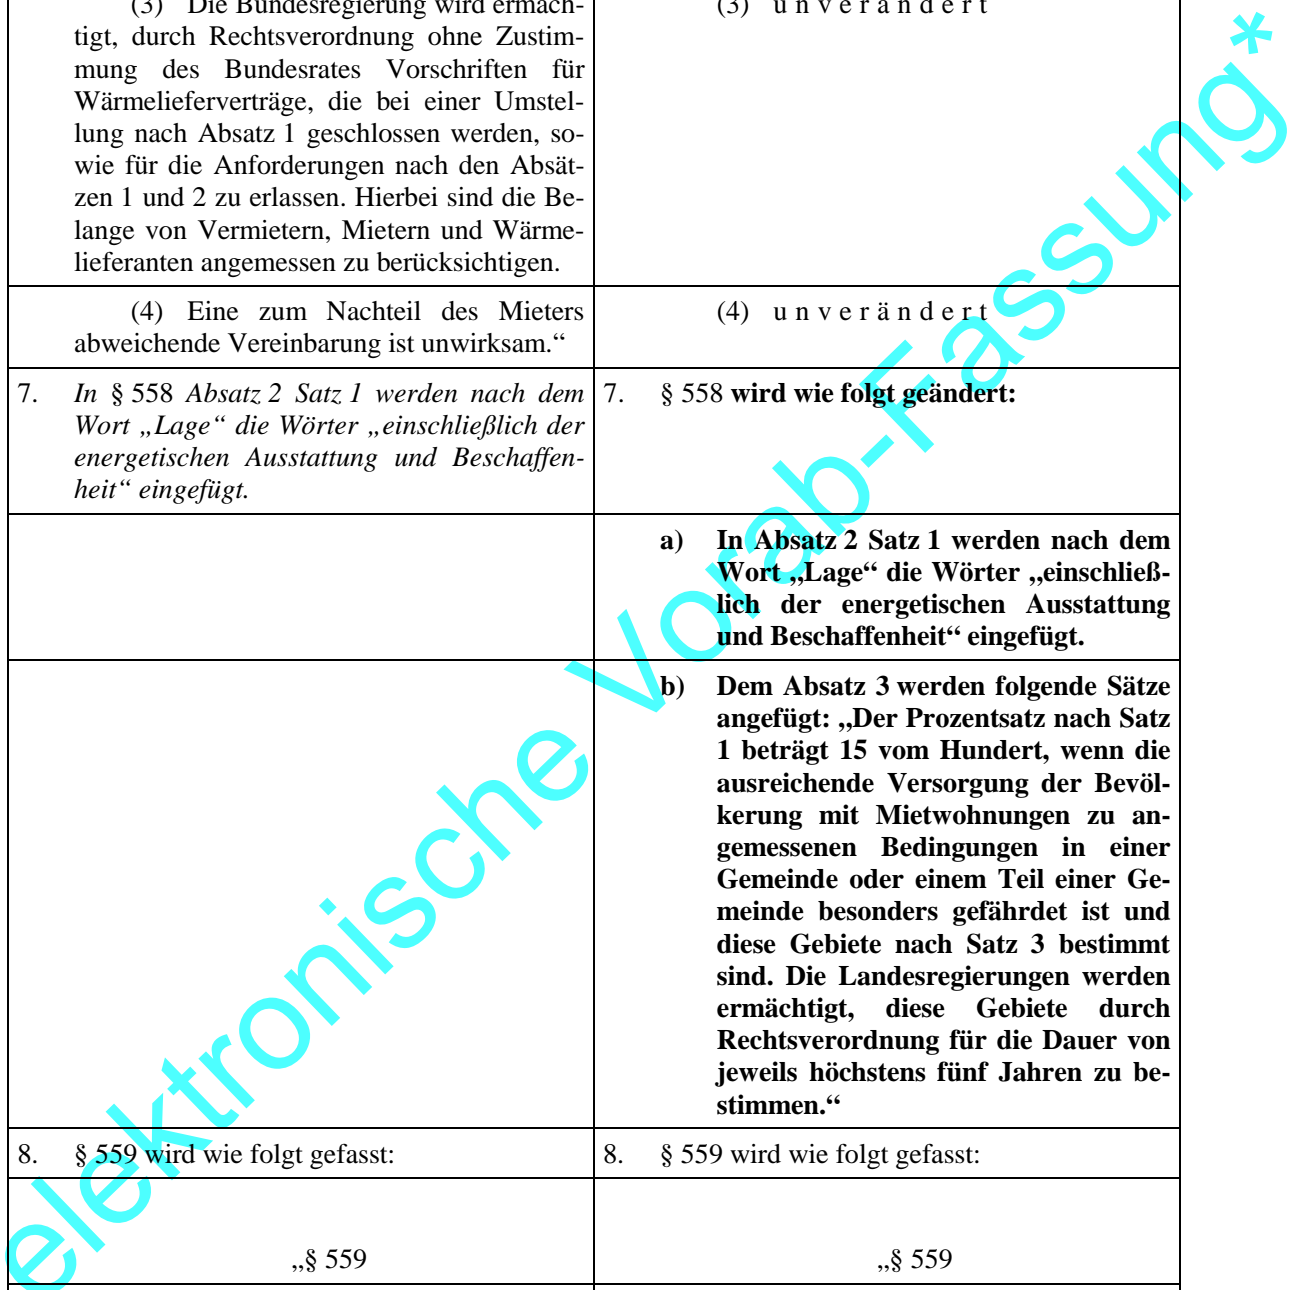 (3) Die Bundesregierung wird ermäch-
tigt, durch Rechtsverordnung ohne Zustim-
mung des Bundesrates Vorschriften für
Wärmelieferverträge, die bei einer Umstel-
lung nach Absatz 1 geschlossen werden, so-
wie für die Anforderungen nach den Absät-
zen 1 und 2 zu erlassen. Hierbei sind die Be-
lange von Vermietern, Mietern und Wärme-
lieferanten angemessen zu berücksichtigen.
(3) u n v e r ä n d e r t
(4) Eine zum Nachteil des Mieters
abweichende Vereinbarung ist unwirksam.“
(4) u n v e r ä n d e r t
7. In § 558 Absatz 2 Satz 1 werden nach dem
Wort „Lage“ die Wörter „einschließlich der
energetischen Ausstattung und Beschaffen-
heit“ eingefügt.
7. § 558 wird wie folgt geändert:
a) In Absatz 2 Satz 1 werden nach dem
Wort „Lage“ die Wörter „einschließ-
lich der energetischen Ausstattung
und Beschaffenheit“ eingefügt.
b) Dem Absatz 3 werden folgende Sätze
angefügt: „Der Prozentsatz nach Satz
1 beträgt 15 vom Hundert, wenn die
ausreichende Versorgung der Bevöl-
kerung mit Mietwohnungen zu an-
gemessenen Bedingungen in einer
Gemeinde oder einem Teil einer Ge-
meinde besonders gefährdet ist und
diese Gebiete nach Satz 3 bestimmt
sind. Die Landesregierungen werden
ermächtigt, diese Gebiete durch
Rechtsverordnung für die Dauer von
jeweils höchstens fünf Jahren zu be-
stimmen.“
8. § 559 wird wie folgt gefasst:
8. § 559 wird wie folgt gefasst:
„§ 559
„§ 559
elektronische Vorab-Fassung*